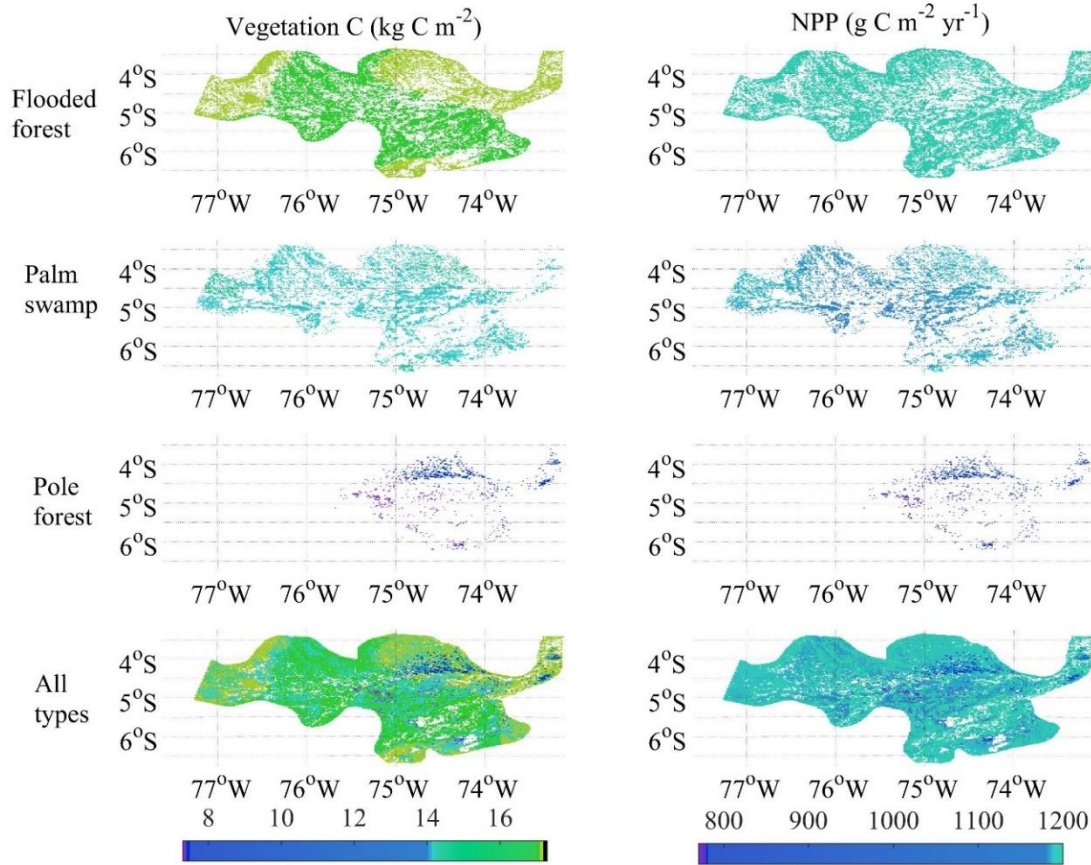 Vegetation C (kg C m⁻²) NPP (g C m⁻² yr⁻¹)
Flooded
forest
4°S 4°S
5°S 5°S
6°S 6°S
77°W 76°W 75°W 74°W 77°W 76°W 75°W 74°W
Palm
swamp
4°S 4°S
5°S 5°S
6°S 6°S
77°W 76°W 75°W 74°W 77°W 76°W 75°W 74°W
Pole
forest
4°S 4°S
5°S 5°S
6°S 6°S
77°W 76°W 75°W 74°W 77°W 76°W 75°W 74°W
All
types
4°S 4°S
5°S 5°S
6°S 6°S
77°W 76°W 75°W 74°W 77°W 76°W 75°W 74°W
8 10 12 14 16 800 900 1000 1100 1200